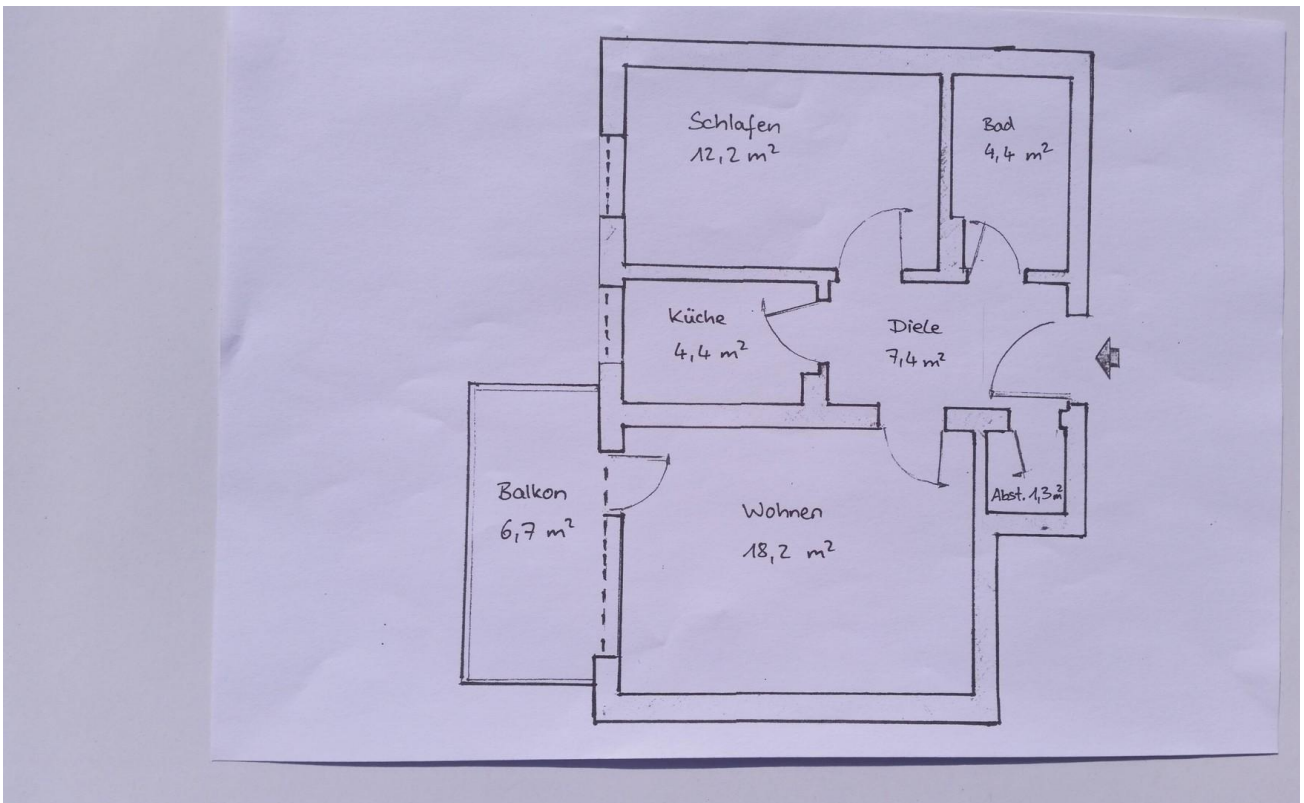 Schlafen
12,2 m²
Bad
4,4 m²
Küche
4,4 m²
Diele
7,4 m²
Balkon
6,7 m²
Wohnen
18,2 m²
Abst. 1,3 m²